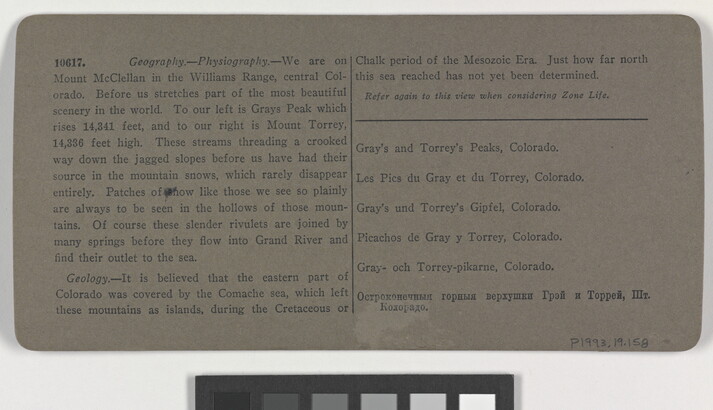 10617. Geography.—Physiography.—We are on
Mount McClellan in the Williams Range, central Col-
orado. Before us stretches part of the most beautiful
scenery in the world. To our left is Grays Peak which
rises 14,341 feet, and to our right is Mount Torrey,
14,336 feet high. These streams threading a crooked
way down the jagged slopes before us have had their
source in the mountain snows, which rarely disappear
entirely. Patches of snow like those we see so plainly
are always to be seen in the hollows of those moun-
tains. Of course these slender rivulets are joined by
many springs before they flow into Grand River and
find their outlet to the sea.
Geology.—It is believed that the eastern part of
Colorado was covered by the Comache sea, which left
these mountains as islands, during the Cretaceous or
Chalk period of the Mesozoic Era. Just how far north
this sea reached has not yet been determined.
Refer again to this view when considering Zone Life.
Gray's and Torrey's Peaks, Colorado.
Les Pics du Gray et du Torrey, Colorado.
Gray's und Torrey's Gipfel, Colorado.
Picachos de Gray y Torrey, Colorado.
Gray- och Torrey-pikarne, Colorado.
Остроконечныя горныя верхушки Грэй и Торрей, Шт.
Колорадо.
P1993.19.158